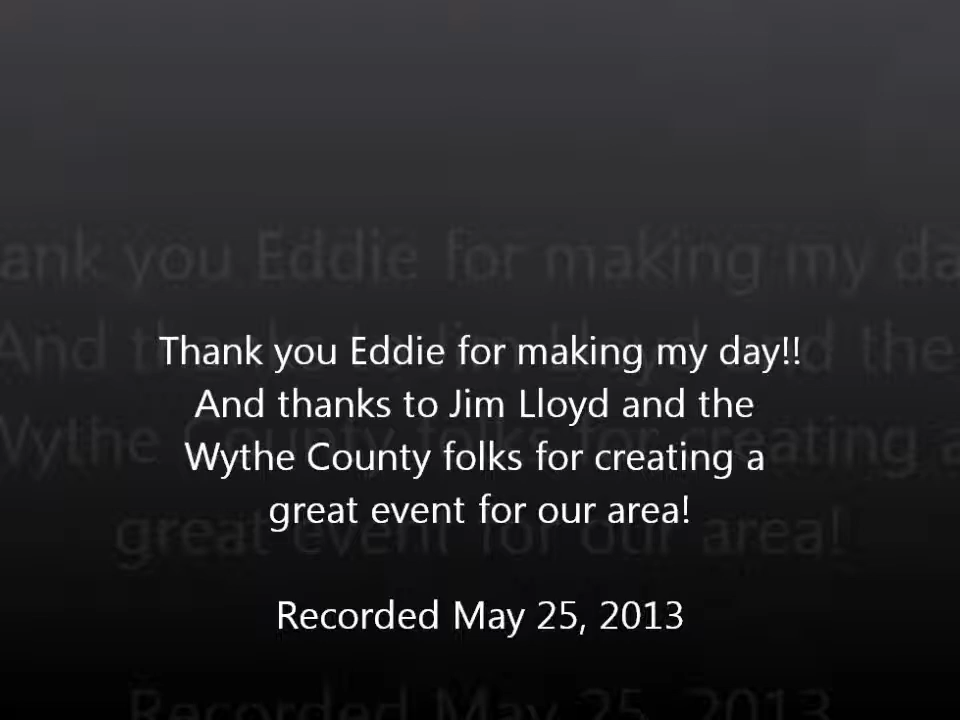 Thank you Eddie for making my day!!
And thanks to Jim Lloyd and the
Wythe County folks for creating a
great event for our area!
Recorded May 25, 2013